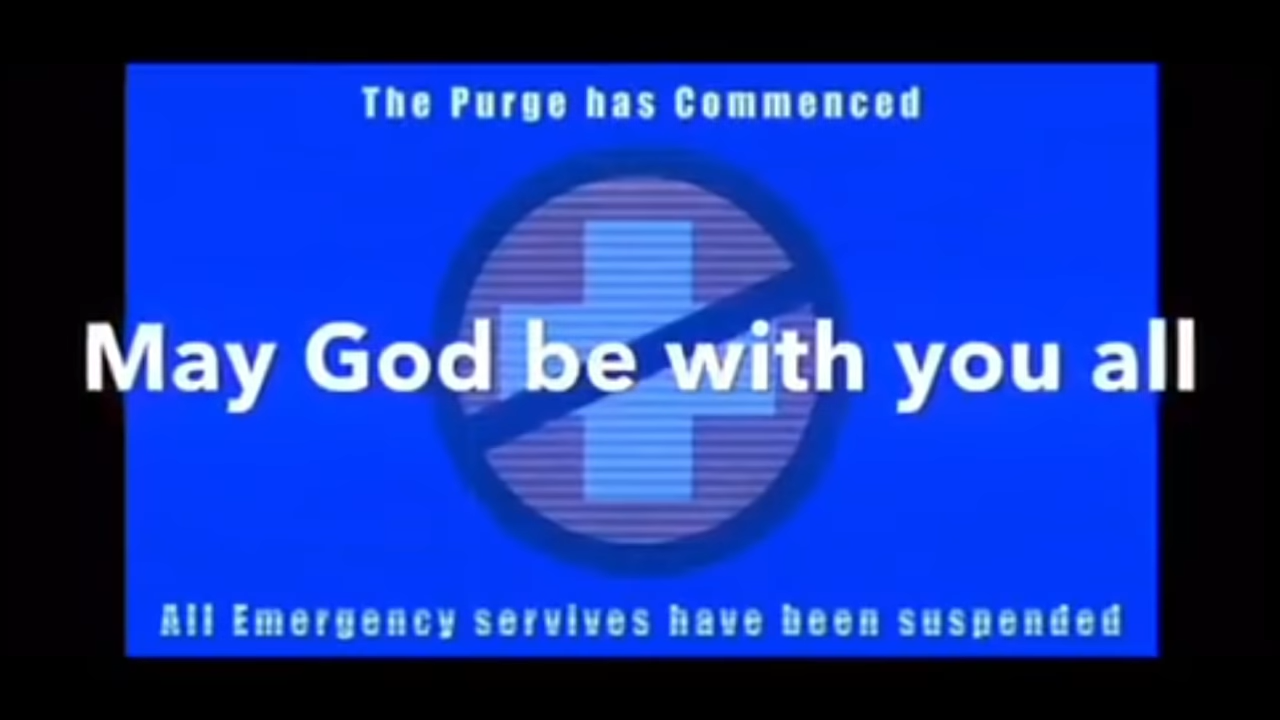 The Purge has Commenced
May God be with you all
All Emergency servives have been suspended